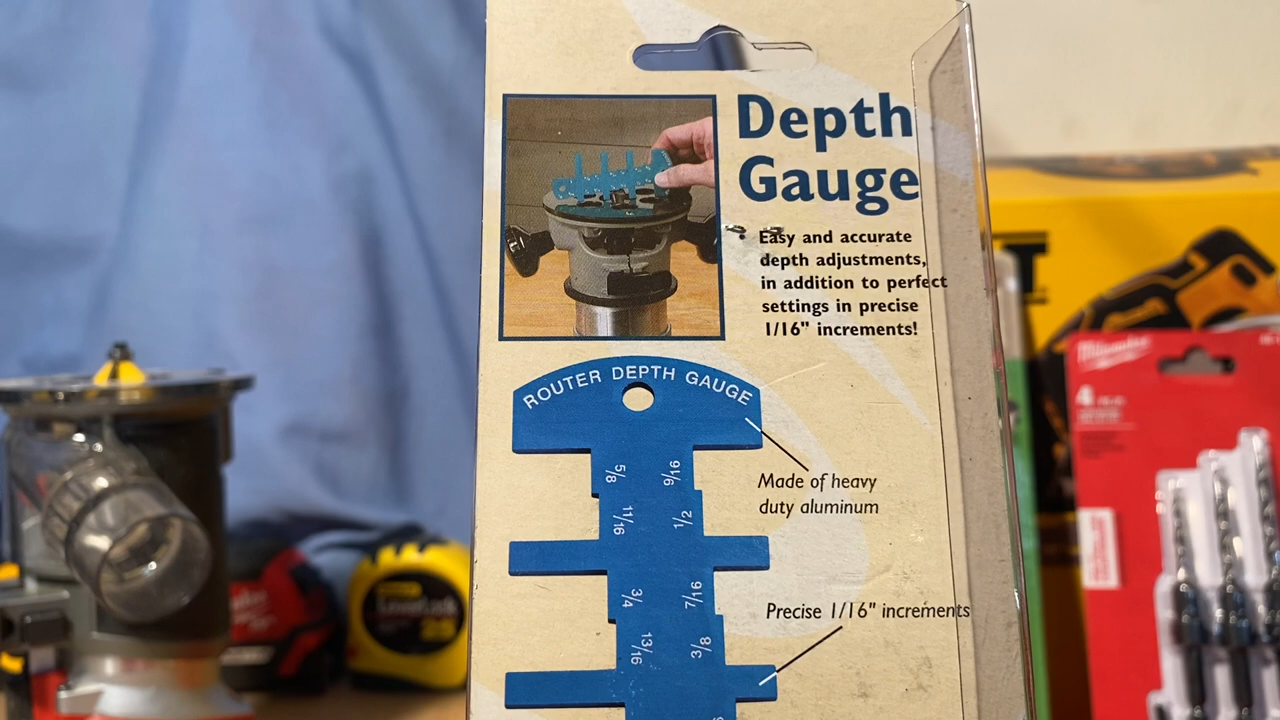 Depth
Gauge
Easy and accurate
depth adjustments,
in addition to perfect
settings in precise
1/16" increments!
ROUTER DEPTH GAUGE
5/8 9/16
Made of heavy
duty aluminum
11/16 1/2
3/4 7/16
Precise 1/16" increments
13/16 3/8
Milwaukee
4